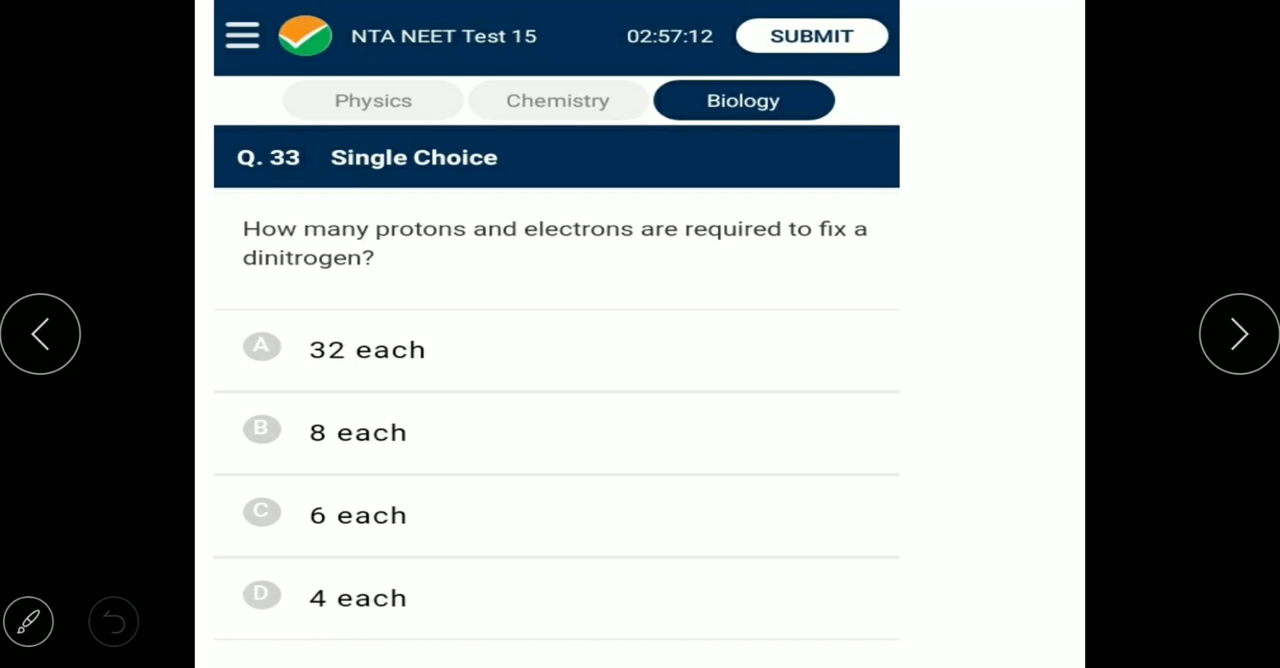 NTA NEET Test 15 02:57:12 SUBMIT
Physics Chemistry Biology
Q. 33 Single Choice
How many protons and electrons are required to fix a
dinitrogen?
A 32 each
B 8 each
C 6 each
D 4 each